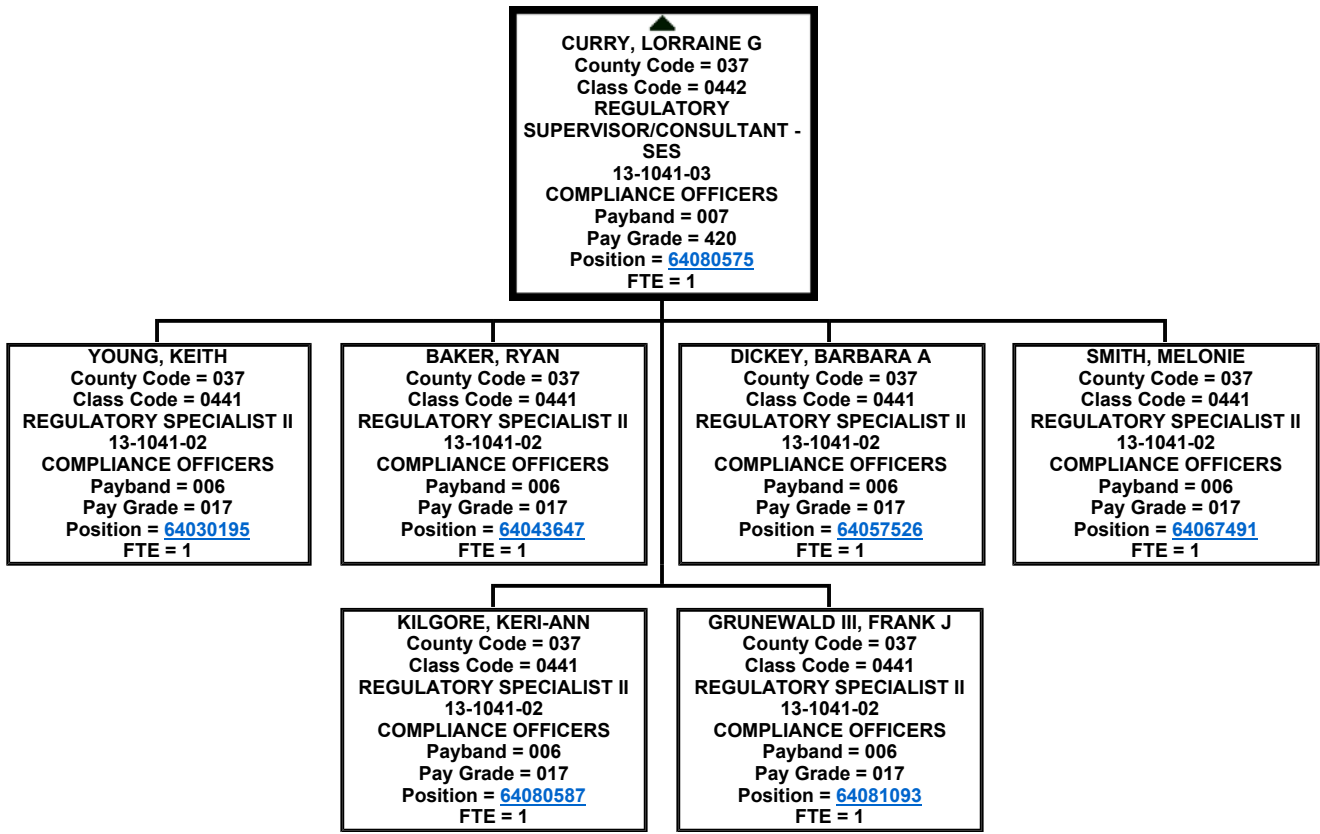 CURRY, LORRAINE G
County Code = 037
Class Code = 0442
REGULATORY
SUPERVISOR/CONSULTANT -
SES
13-1041-03
COMPLIANCE OFFICERS
Payband = 007
Pay Grade = 420
Position = 64080575
FTE = 1
YOUNG, KEITH
County Code = 037
Class Code = 0441
REGULATORY SPECIALIST II
13-1041-02
COMPLIANCE OFFICERS
Payband = 006
Pay Grade = 017
Position = 64030195
FTE = 1
BAKER, RYAN
County Code = 037
Class Code = 0441
REGULATORY SPECIALIST II
13-1041-02
COMPLIANCE OFFICERS
Payband = 006
Pay Grade = 017
Position = 64043647
FTE = 1
DICKEY, BARBARA A
County Code = 037
Class Code = 0441
REGULATORY SPECIALIST II
13-1041-02
COMPLIANCE OFFICERS
Payband = 006
Pay Grade = 017
Position = 64057526
FTE = 1
SMITH, MELONIE
County Code = 037
Class Code = 0441
REGULATORY SPECIALIST II
13-1041-02
COMPLIANCE OFFICERS
Payband = 006
Pay Grade = 017
Position = 64067491
FTE = 1
KILGORE, KERI-ANN
County Code = 037
Class Code = 0441
REGULATORY SPECIALIST II
13-1041-02
COMPLIANCE OFFICERS
Payband = 006
Pay Grade = 017
Position = 64080587
FTE = 1
GRUNEWALD III, FRANK J
County Code = 037
Class Code = 0441
REGULATORY SPECIALIST II
13-1041-02
COMPLIANCE OFFICERS
Payband = 006
Pay Grade = 017
Position = 64081093
FTE = 1